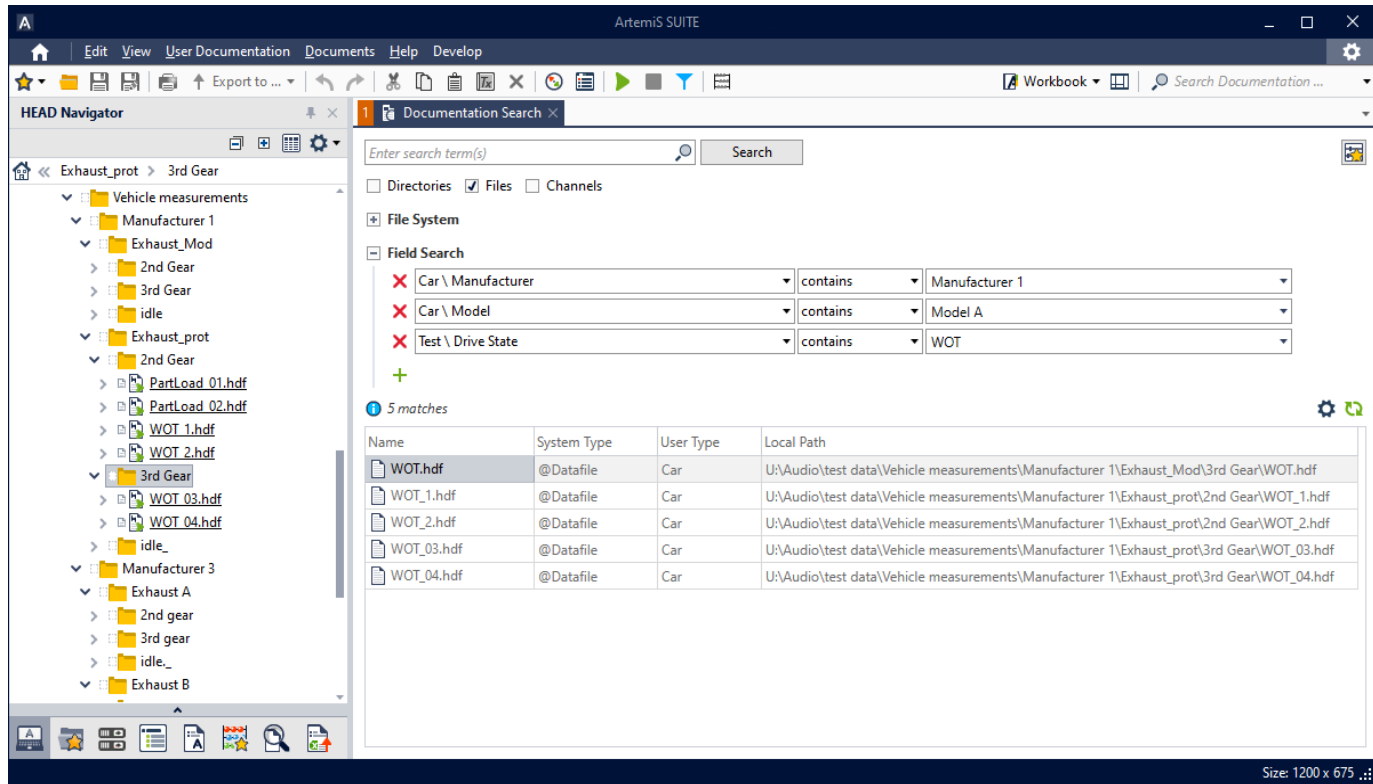 A ArtemiS SUITE
Edit View User Documentation Documents Help Develop
Export to ... Workbook Search Documentation ...
HEAD Navigator
1 Documentation Search
Enter search term(s) Search
« Exhaust_prot > 3rd Gear
Directories Files Channels
Vehicle measurements
Manufacturer 1
Exhaust_Mod
2nd Gear
3rd Gear
idle
Exhaust_prot
2nd Gear
PartLoad_01.hdf
PartLoad_02.hdf
WOT_1.hdf
WOT_2.hdf
3rd Gear
WOT_03.hdf
WOT_04.hdf
idle_
Manufacturer 3
Exhaust A
2nd gear
3rd gear
idle._
Exhaust B
File System
Field Search
Car \ Manufacturer contains Manufacturer 1
Car \ Model contains Model A
Test \ Drive State contains WOT
5 matches
Name System Type User Type Local Path
WOT.hdf @Datafile Car U:\Audio\test data\Vehicle measurements\Manufacturer 1\Exhaust_Mod\3rd Gear\WOT.hdf
WOT_1.hdf @Datafile Car U:\Audio\test data\Vehicle measurements\Manufacturer 1\Exhaust_prot\2nd Gear\WOT_1.hdf
WOT_2.hdf @Datafile Car U:\Audio\test data\Vehicle measurements\Manufacturer 1\Exhaust_prot\2nd Gear\WOT_2.hdf
WOT_03.hdf @Datafile Car U:\Audio\test data\Vehicle measurements\Manufacturer 1\Exhaust_prot\3rd Gear\WOT_03.hdf
WOT_04.hdf @Datafile Car U:\Audio\test data\Vehicle measurements\Manufacturer 1\Exhaust_prot\3rd Gear\WOT_04.hdf
Size: 1200 x 675